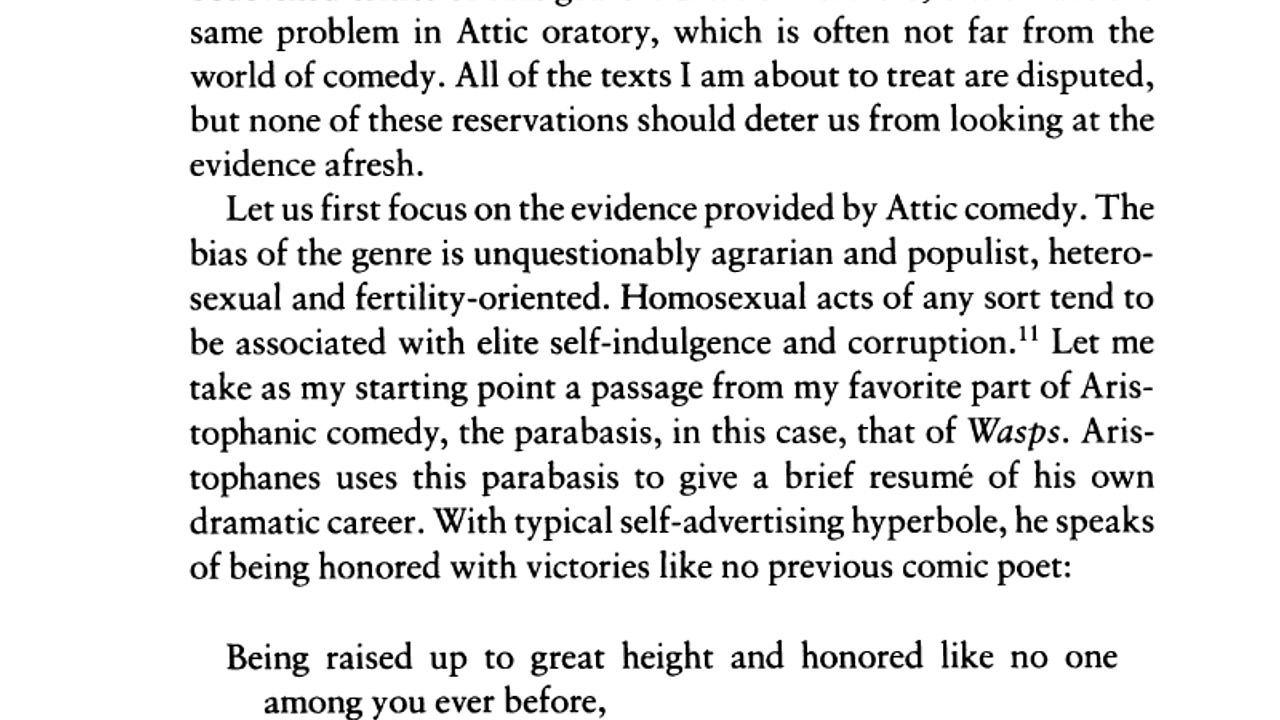 same problem in Attic oratory, which is often not far from the
world of comedy. All of the texts I am about to treat are disputed,
but none of these reservations should deter us from looking at the
evidence afresh.
Let us first focus on the evidence provided by Attic comedy. The
bias of the genre is unquestionably agrarian and populist, hetero-
sexual and fertility-oriented. Homosexual acts of any sort tend to
be associated with elite self-indulgence and corruption.¹¹ Let me
take as my starting point a passage from my favorite part of Aris-
tophanic comedy, the parabasis, in this case, that of Wasps. Aris-
tophanes uses this parabasis to give a brief resumé of his own
dramatic career. With typical self-advertising hyperbole, he speaks
of being honored with victories like no previous comic poet:
Being raised up to great height and honored like no one
among you ever before,